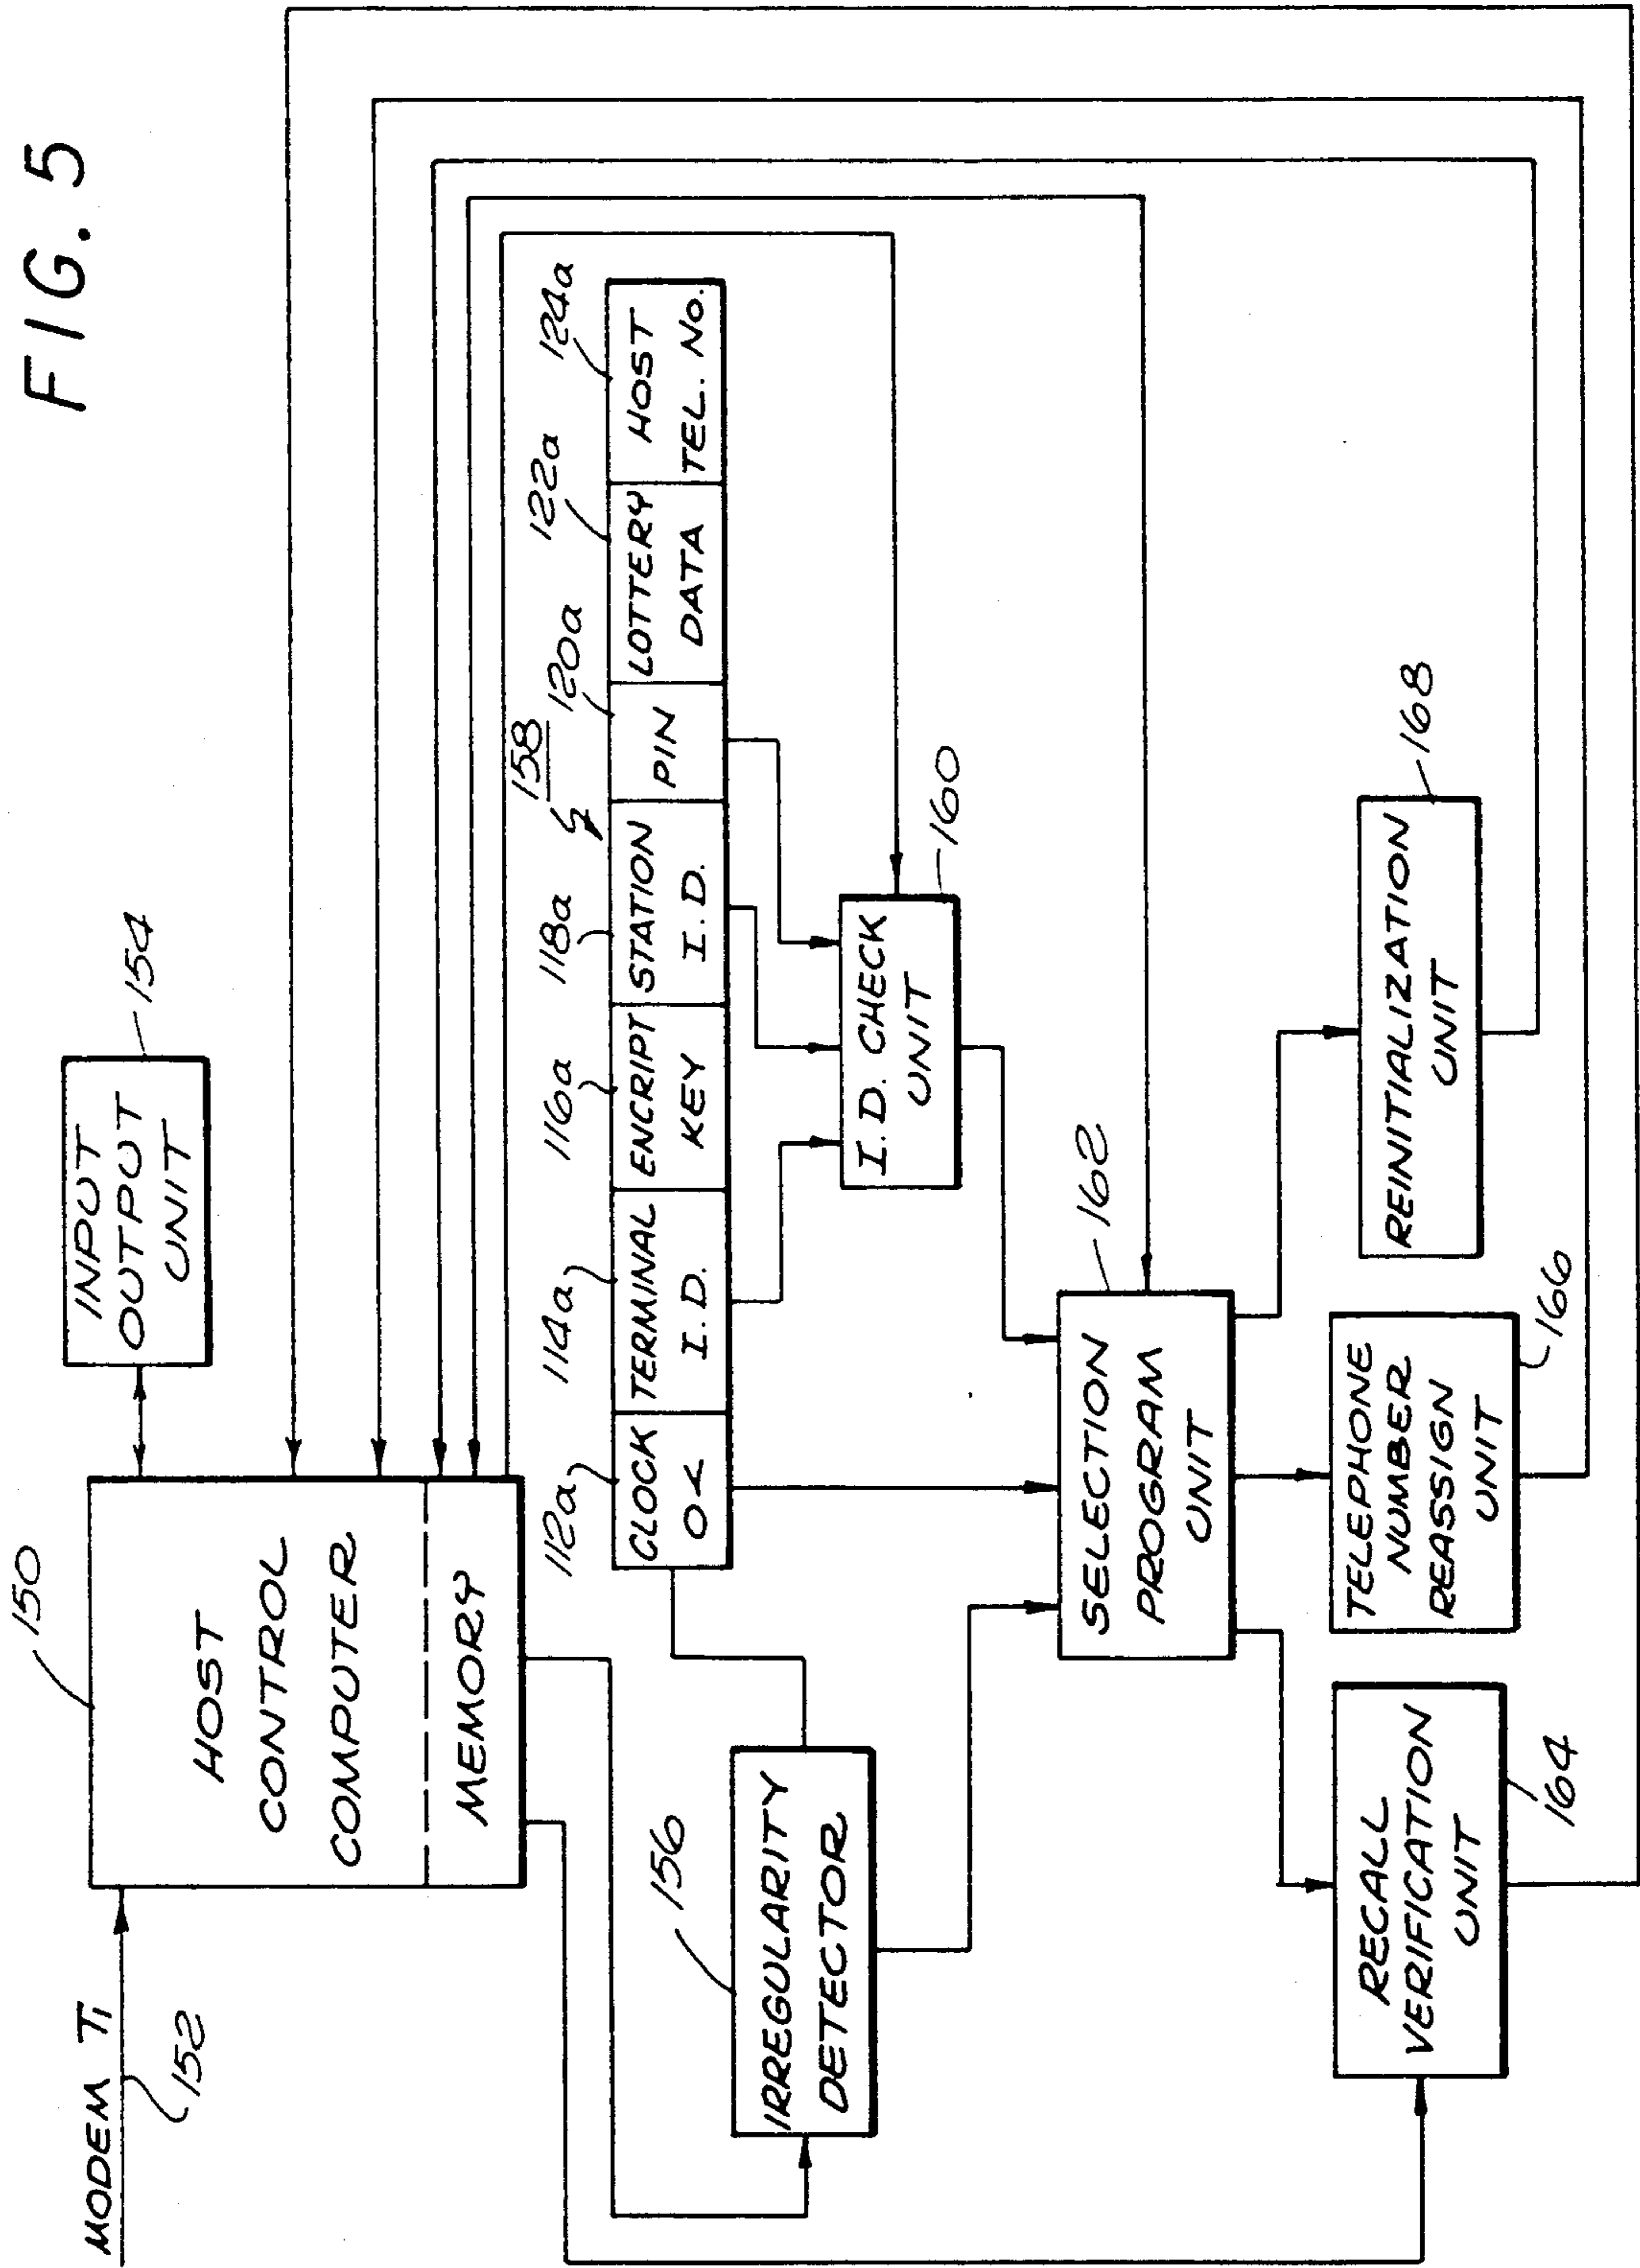 FIG. 5
MODEM T1
152
150
HOST
CONTROL
COMPUTER
MEMORY
INPUT
OUTPUT
UNIT
154
156
IRREGULARITY
DETECTOR
112a
CLOCK
114a
TERMINAL
I.D.
116a
ENCRIPT
KEY
118a
STATION
I.D.
158
120a
PIN
122a
LOTTERY
DATA
124a
HOST
TEL. NO.
I.D. CHECK
UNIT
160
SELECTION
PROGRAM
UNIT
162
RECALL
VERIFICATION
UNIT
164
TELEPHONE
NUMBER
REASSIGN
UNIT
166
REINITIALIZATION
UNIT
168